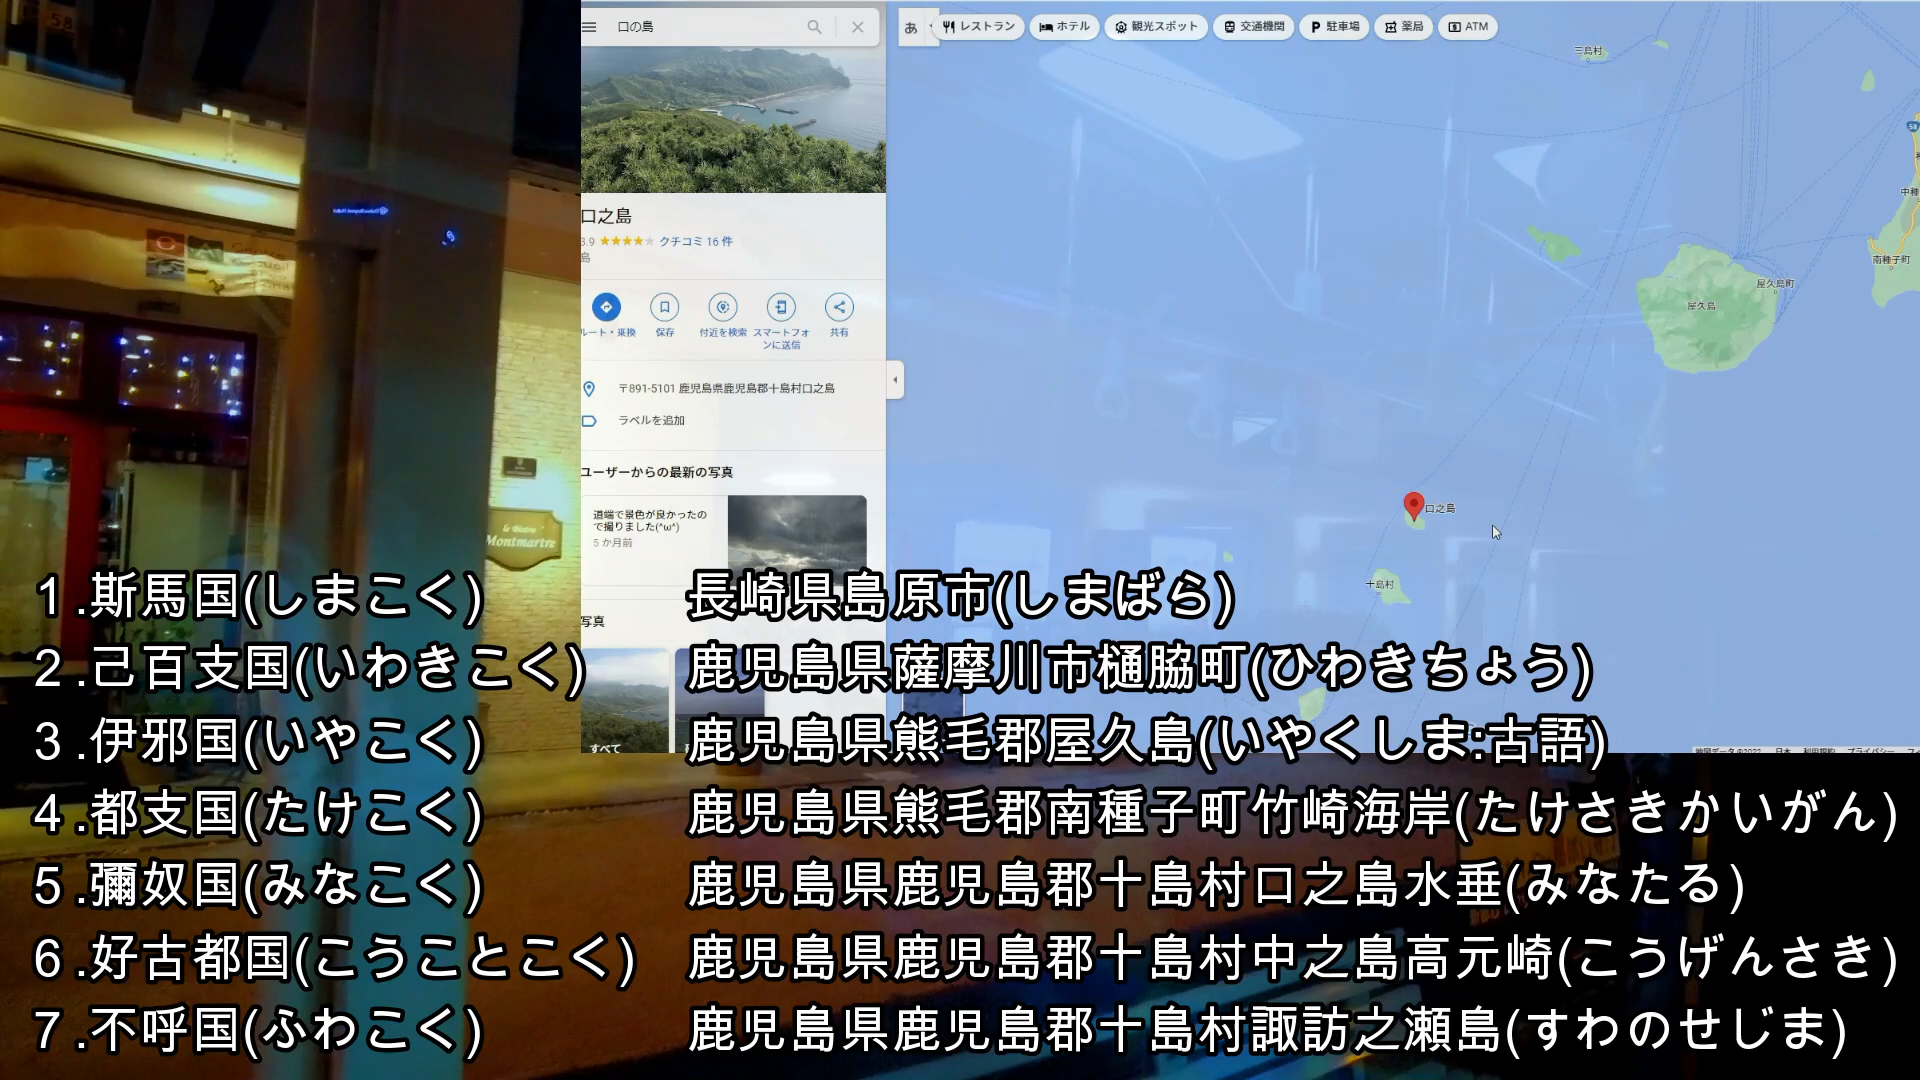 58
口の島
あ
レストラン
ホテル
観光スポット
交通機関
駐車場
薬局
ATM
三島村
58
口之島
3.9
クチコミ 16 件
島
ルート・乗換
保存
付近を検索
スマートフォンに送信
共有
〒891-5101 鹿児島県鹿児島郡十島村口之島
ラベルを追加
ユーザーからの最新の写真
道端で景色が良かったの
で撮りました(^ω^)
5 か月前
写真
すべて
屋久島町
屋久島
南種子町
口之島
十島村
le Bistro
Montmartre
1.斯馬国(しまこく) 長崎県島原市(しまばら)
2.己百支国(いわきこく) 鹿児島県薩摩川市樋脇町(ひわきちょう)
3.伊邪国(いやこく) 鹿児島県熊毛郡屋久島(いやくしま:古語)
4.都支国(たけこく) 鹿児島県熊毛郡南種子町竹崎海岸(たけさきかいがん)
5.彌奴国(みなこく) 鹿児島県鹿児島郡十島村口之島水垂(みなたる)
6.好古都国(こうことこく) 鹿児島県鹿児島郡十島村中之島高元崎(こうげんさき)
7.不呼国(ふわこく) 鹿児島県鹿児島郡十島村諏訪之瀬島(すわのせじま)